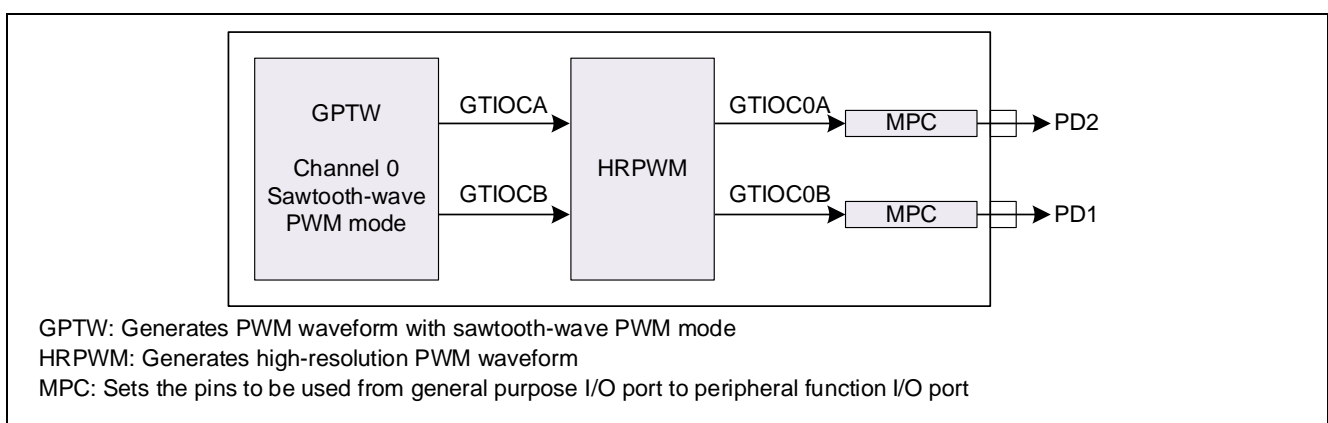 GPTW
Channel 0
Sawtooth-wave
PWM mode
GTIOCA
GTIOCB
HRPWM
GTIOC0A
GTIOC0B
MPC
MPC
PD2
PD1
GPTW: Generates PWM waveform with sawtooth-wave PWM mode
HRPWM: Generates high-resolution PWM waveform
MPC: Sets the pins to be used from general purpose I/O port to peripheral function I/O port